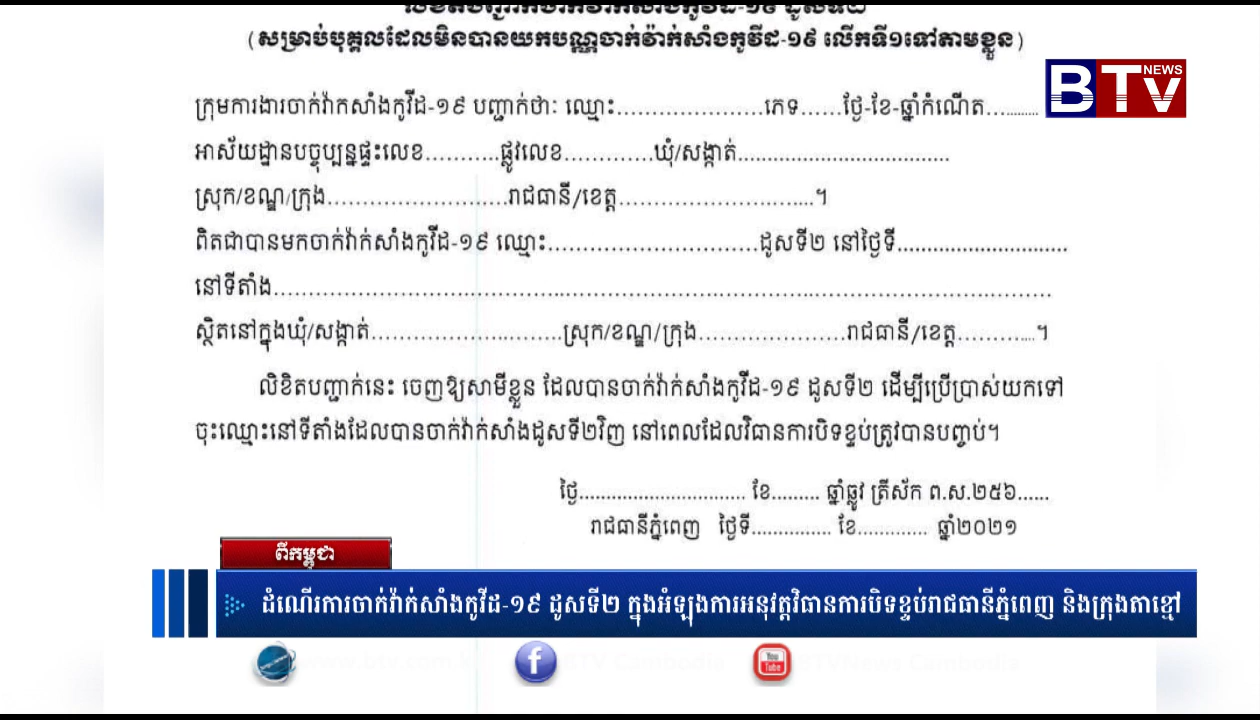 (សម្រាប់បុគ្គលដែលមិនបានយកបណ្ណចាក់វ៉ាក់សាំងកូវីដ-១៩ លើកទី១ទៅតាមខ្លួន)
BTV NEWS
ក្រុមការងារចាក់វ៉ាកសាំងកូវីដ-១៩ បញ្ជាក់ថា: ឈ្មោះ......................ភេទ......ថ្ងៃ-ខែ-ឆ្នាំកំណើត............
អាស័យដ្ឋានបច្ចុប្បន្នផ្ទះលេខ...........ផ្លូវលេខ.............ឃុំ/សង្កាត់....................................
ស្រុក/ខណ្ឌ/ក្រុង..........................រាជធានី/ខេត្ត.............................។
ពិតជាបានមកចាក់វ៉ាក់សាំងកូវីដ-១៩ ឈ្មោះ..............................ដូសទី២ នៅថ្ងៃទី.............................
នៅទីតាំង..............................................................................................................
ស្ថិតនៅក្នុងឃុំ/សង្កាត់............................ស្រុក/ខណ្ឌ/ក្រុង.....................រាជធានី/ខេត្ត.............។
លិខិតបញ្ជាក់នេះ ចេញឱ្យសាមីខ្លួន ដែលបានចាក់វ៉ាក់សាំងកូវីដ-១៩ ដូសទី២ ដើម្បីប្រើប្រាស់យកទៅ
ចុះឈ្មោះនៅទីតាំងដែលបានចាក់វ៉ាក់សាំងដូសទី២វិញ នៅពេលដែលវិធានការបិទខ្ទប់ត្រូវបានបញ្ចប់។
ថ្ងៃ............................... ខែ......... ឆ្នាំឆ្លូវ ត្រីស័ក ព.ស.២៥៦......
រាជធានីភ្នំពេញ ថ្ងៃទី............... ខែ............. ឆ្នាំ២០២១
ពីកម្ពុជា
ដំណើរការចាក់វ៉ាក់សាំងកូវីដ-១៩ ដូសទី២ ក្នុងអំឡុងការអនុវត្តវិធានការបិទខ្ទប់រាជធានីភ្នំពេញ និងក្រុងតាខ្មៅ
You Tube